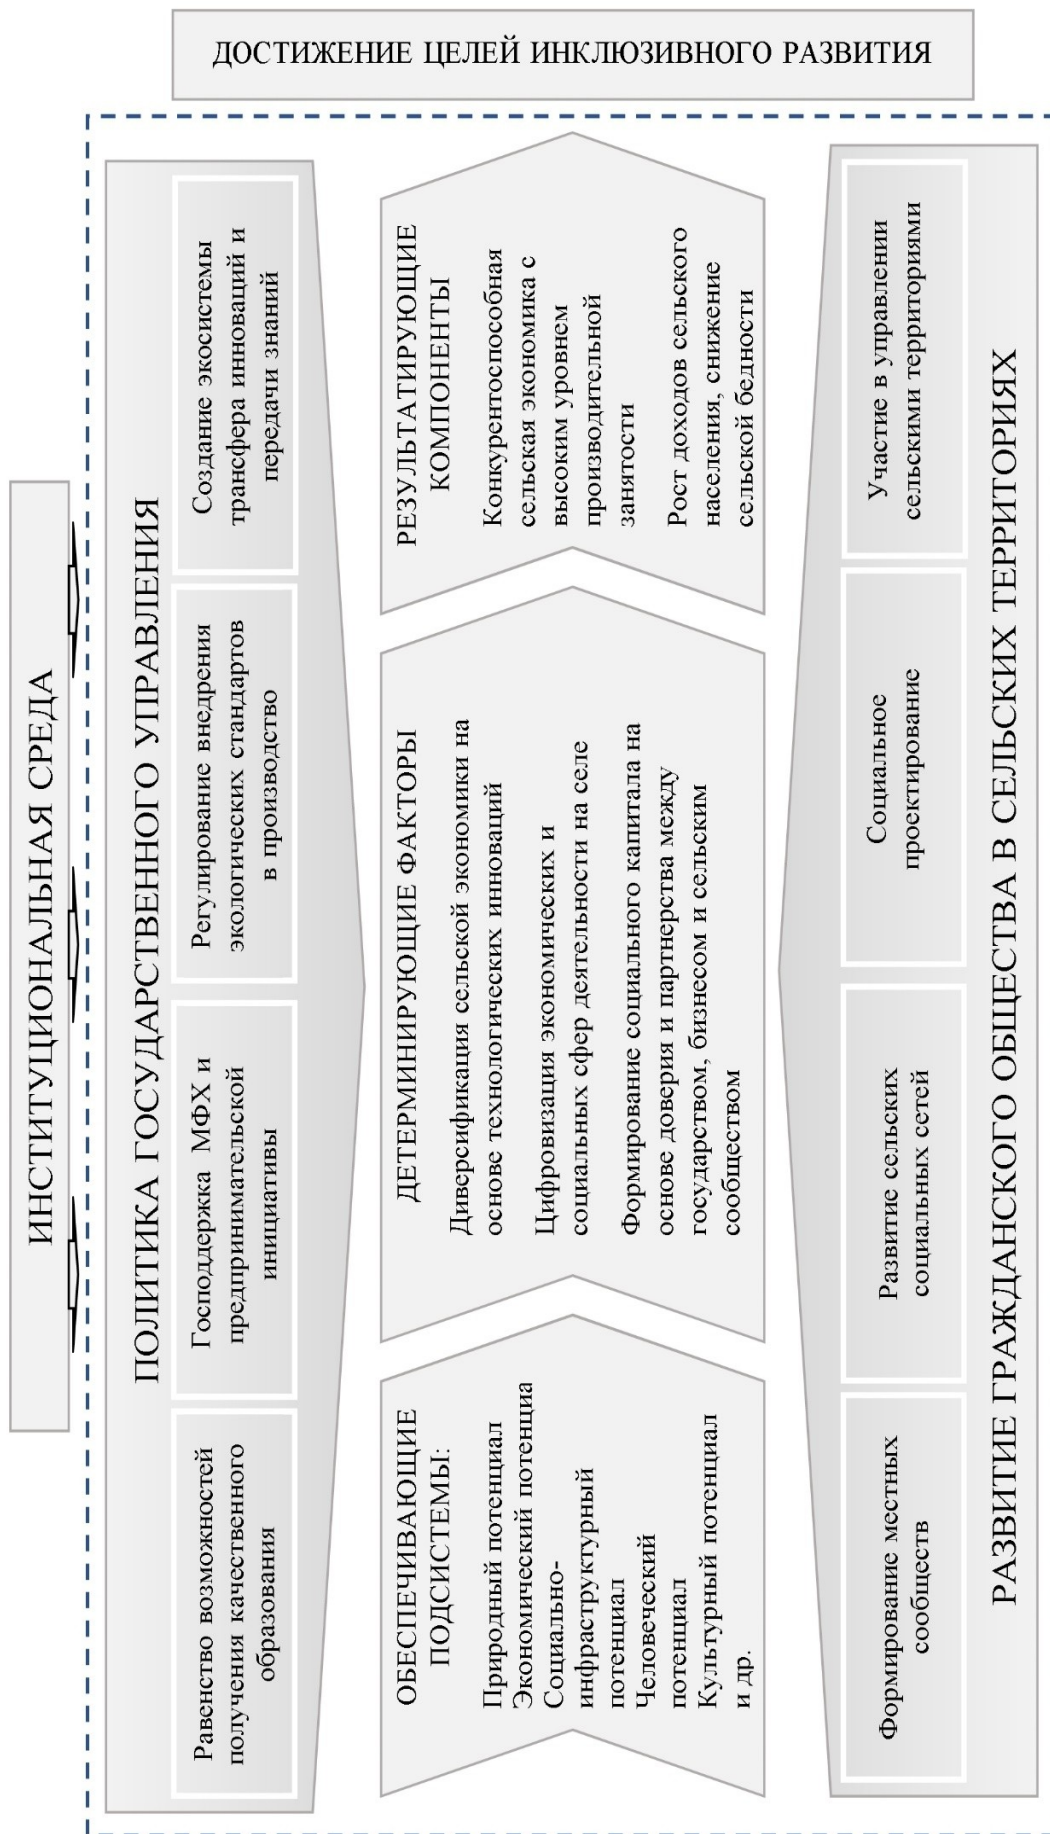 ИНСТИТУЦИОНАЛЬНАЯ СРЕДА
ПОЛИТИКА ГОСУДАРСТВЕННОГО УПРАВЛЕНИЯ
Равенство возможностей
получения качественного
образования
Господдержка МФХ и
предпринимательской
инициативы
Регулирование внедрения
экологических стандартов
в производство
Создание экосистемы
трансфера инноваций и
передачи знаний
ОБЕСПЕЧИВАЮЩИЕ
ПОДСИСТЕМЫ:
Природный потенциал
Экономический потенциа
Социально-
инфраструктурный
потенциал
Человеческий
потенциал
Культурный потенциал
и др.
ДЕТЕРМИНИРУЮЩИЕ ФАКТОРЫ
Диверсификация сельской экономики на
основе технологических инноваций
Цифровизация экономических и
социальных сфер деятельности на селе
Формирование социального капитала на
основе доверия и партнерства между
государством, бизнесом и сельским
сообществом
РЕЗУЛЬТАТИРУЮЩИЕ
КОМПОНЕНТЫ
Конкурентоспособная
сельская экономика с
высоким уровнем
производительной
занятости
Рост доходов сельского
населения, снижение
сельской бедности
Формирование местных
сообществ
Развитие сельских
социальных сетей
Социальное
проектирование
Участие в управлении
сельскими территориями
РАЗВИТИЕ ГРАЖДАНСКОГО ОБЩЕСТВА В СЕЛЬСКИХ ТЕРРИТОРИЯХ
ДОСТИЖЕНИЕ ЦЕЛЕЙ ИНКЛЮЗИВНОГО РАЗВИТИЯ